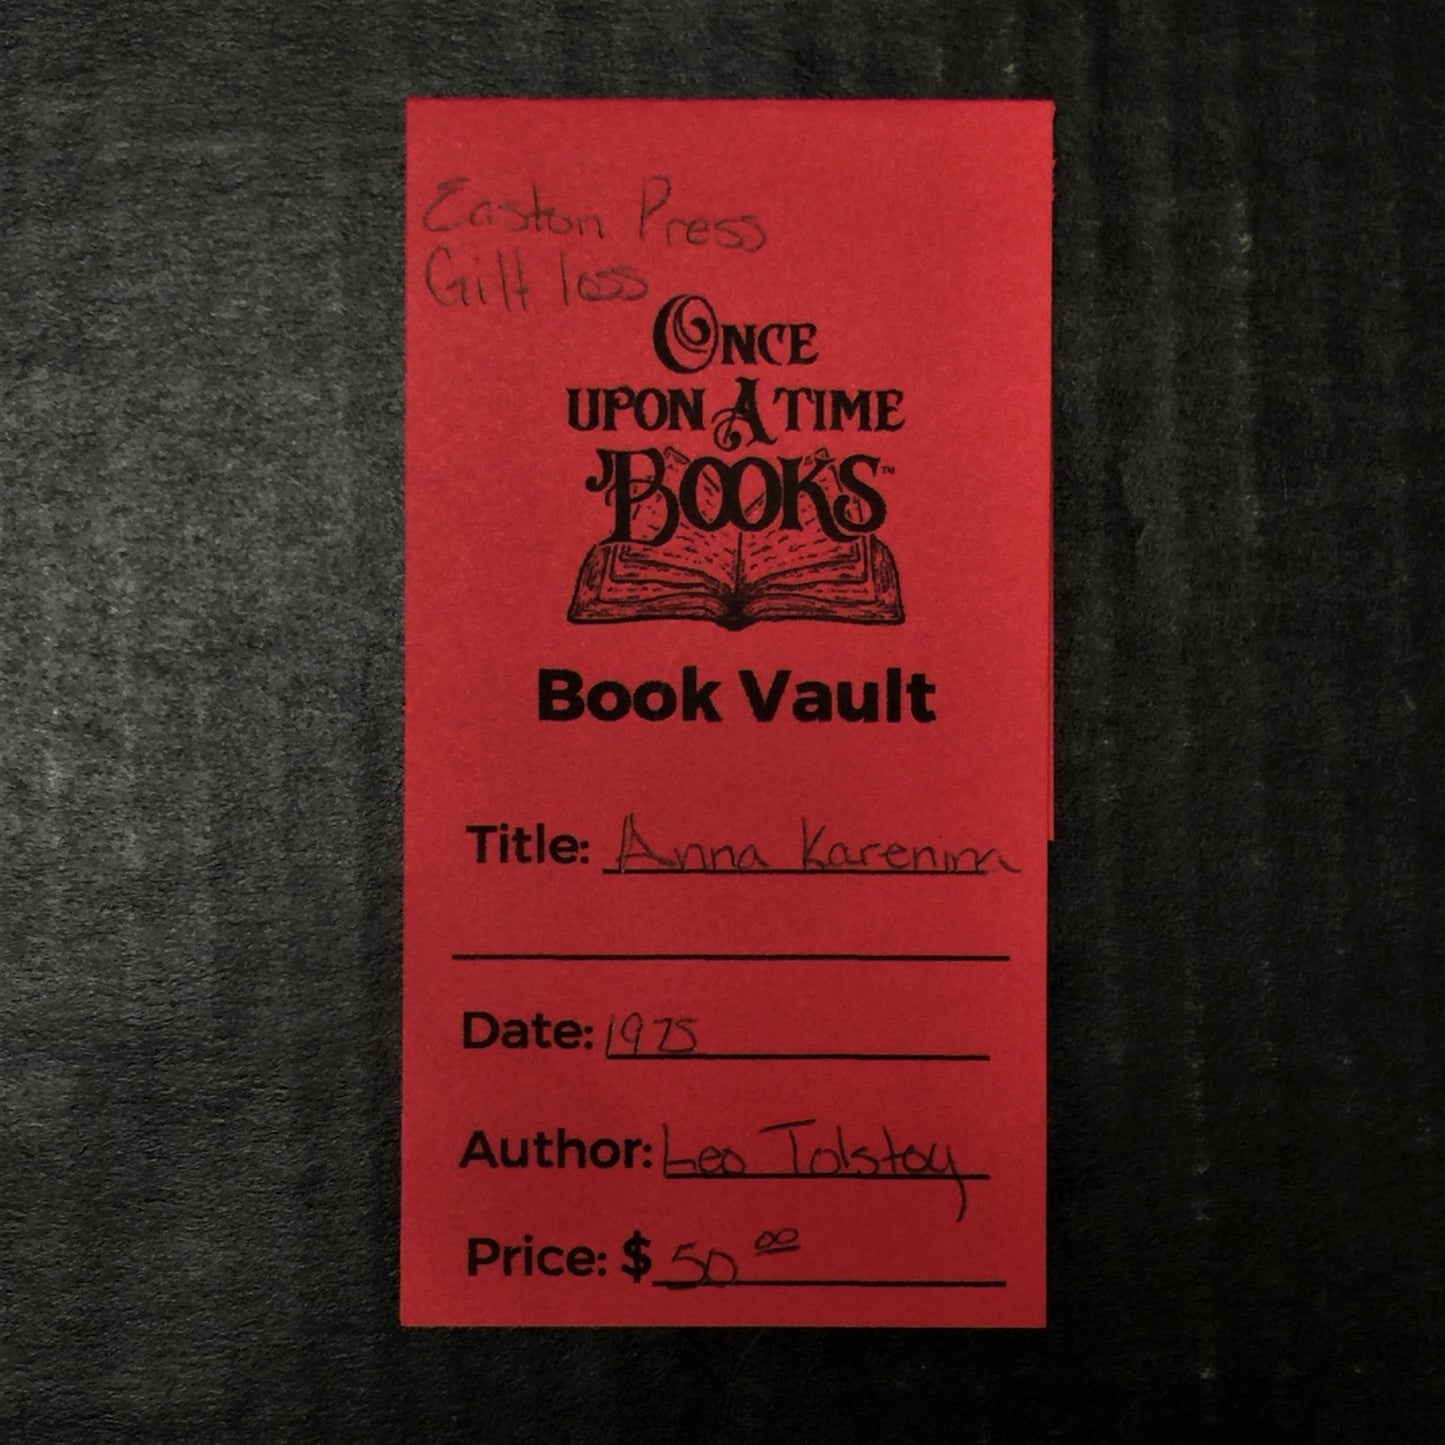 Easton Press
Gilt loss
ONCE
UPON A TIME
BOOKS™
Book Vault
Title: Anna Karenina
Date: 1975
Author: Leo Tolstoy
Price: $ 50 00